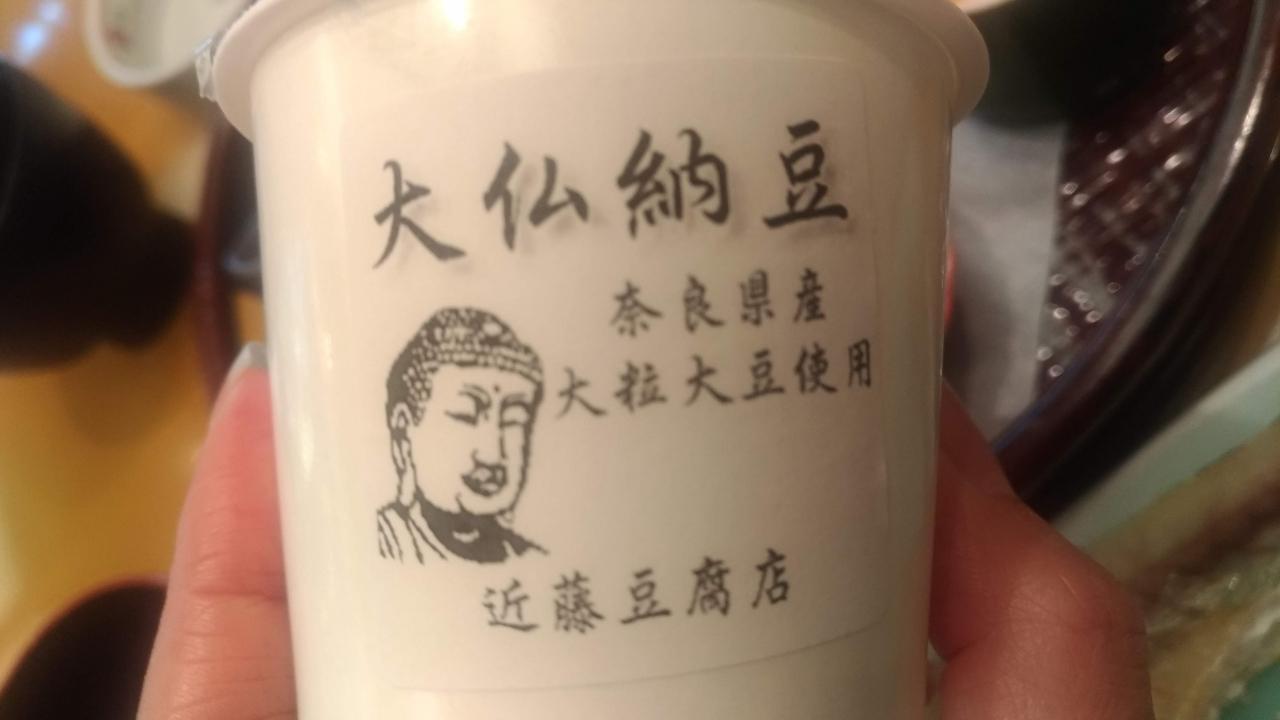 大仏納豆
奈良県産
大粒大豆使用
近藤豆腐店